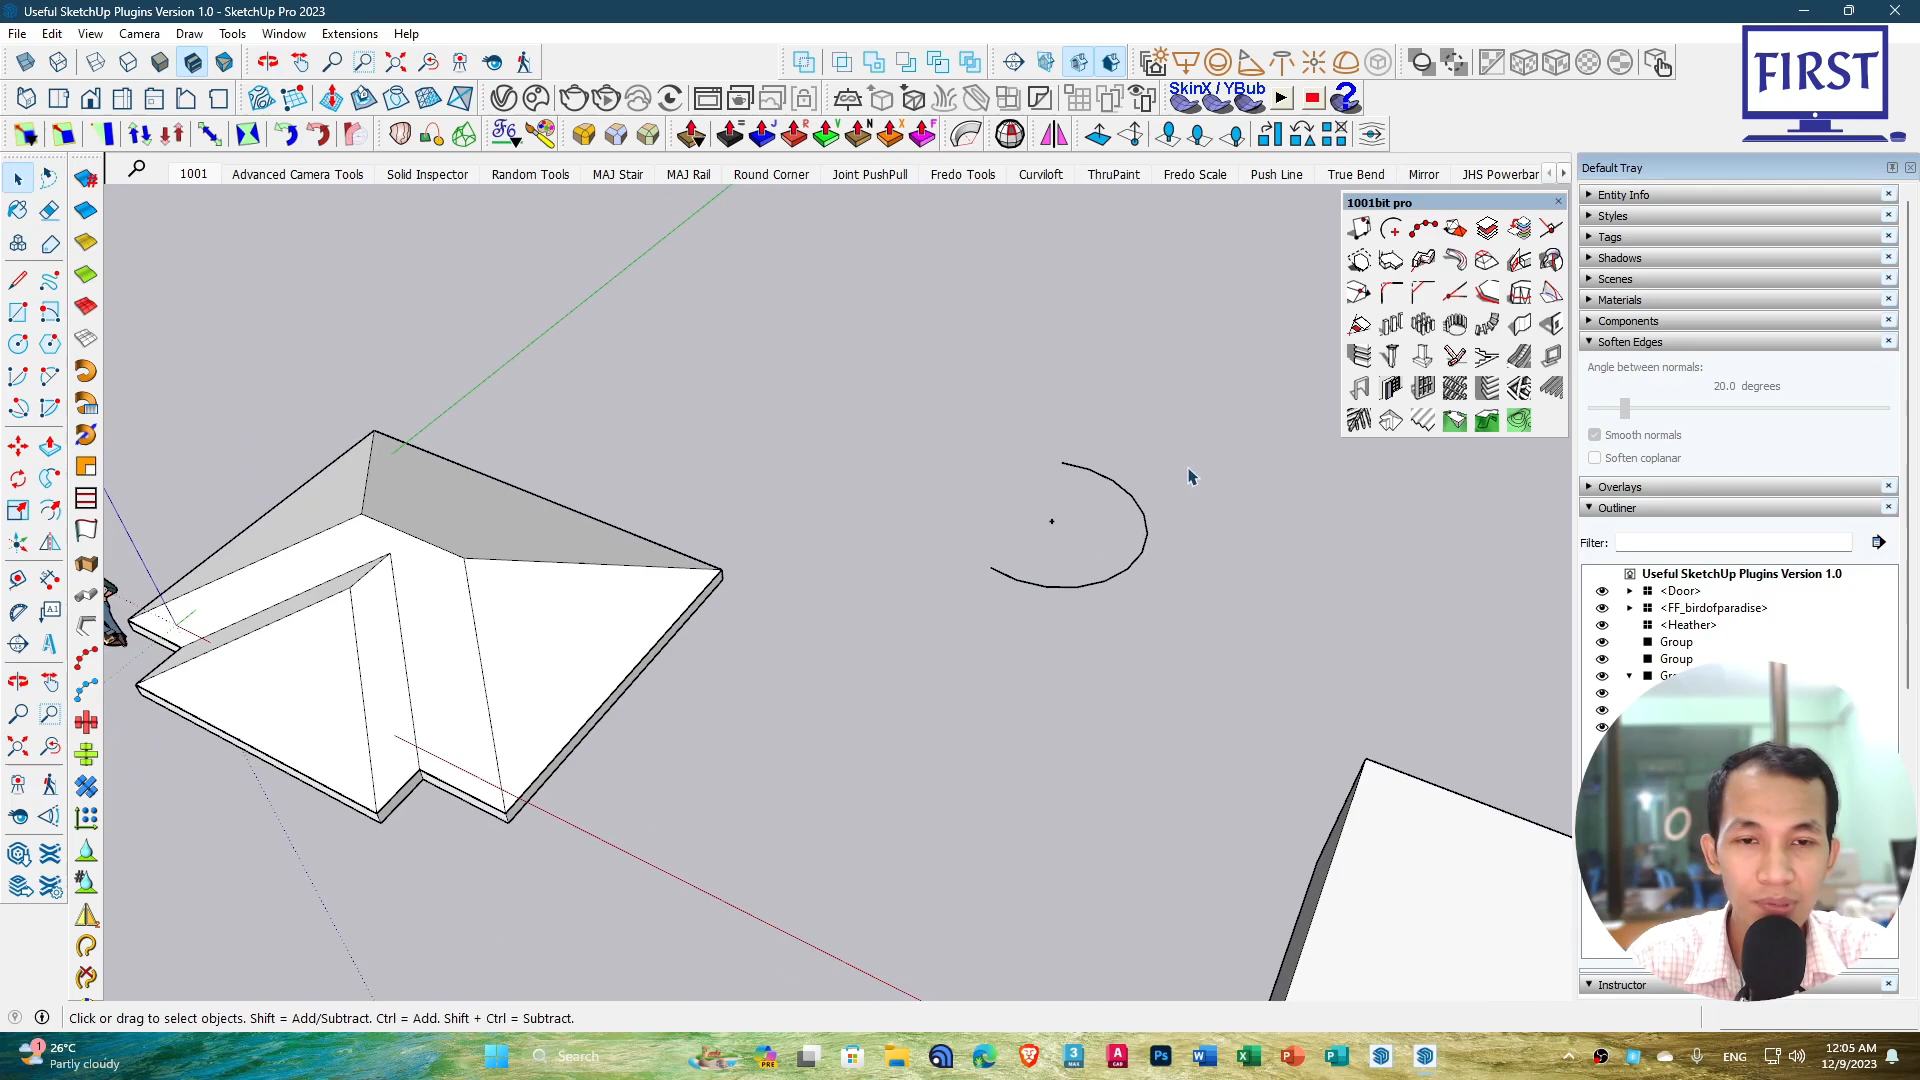 Useful SketchUp Plugins Version 1.0 - SketchUp Pro 2023
File Edit View Camera Draw Tools Window Extensions Help
FIRST
SkinX / YBub
1001 Advanced Camera Tools Solid Inspector Random Tools MAJ Stair MAJ Rail Round Corner Joint PushPull Fredo Tools Curviloft ThruPaint Fredo Scale Push Line True Bend Mirror JHS Powerbar
Default Tray
1001bit pro
Entity Info
Styles
Tags
Shadows
Scenes
Materials
Components
Soften Edges
Angle between normals:
20.0 degrees
Smooth normals
Soften coplanar
Overlays
Outliner
Filter:
Useful SketchUp Plugins Version 1.0
<Door>
<FF_birdofparadise>
<Heather>
Group
Group
Instructor
Click or drag to select objects. Shift = Add/Subtract. Ctrl = Add. Shift + Ctrl = Subtract.
26°C
Partly cloudy
Search
ENG
12:05 AM
12/9/2023